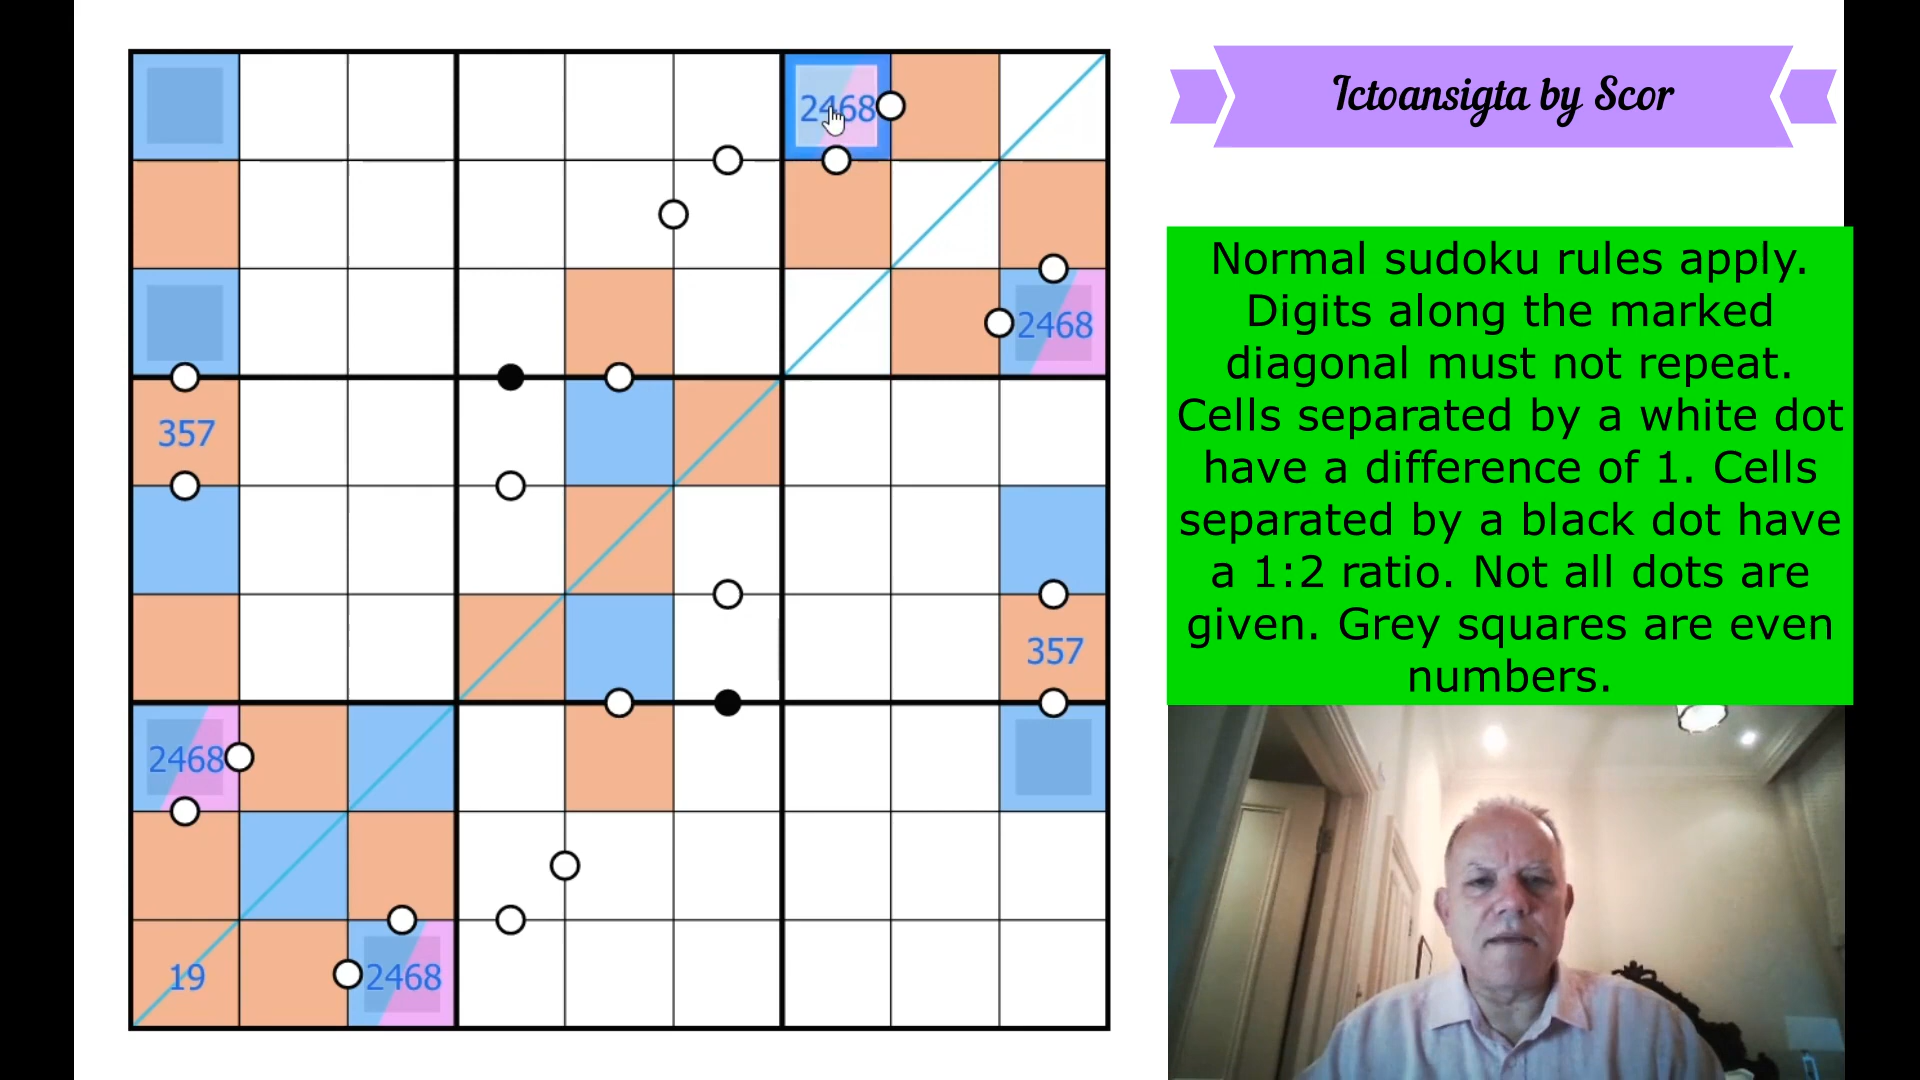 Ictoansigta by Scor
Normal sudoku rules apply.
Digits along the marked
diagonal must not repeat.
Cells separated by a white dot
have a difference of 1. Cells
separated by a black dot have
a 1:2 ratio. Not all dots are
given. Grey squares are even
numbers.
2468
2468
357
357
2468
19
2468